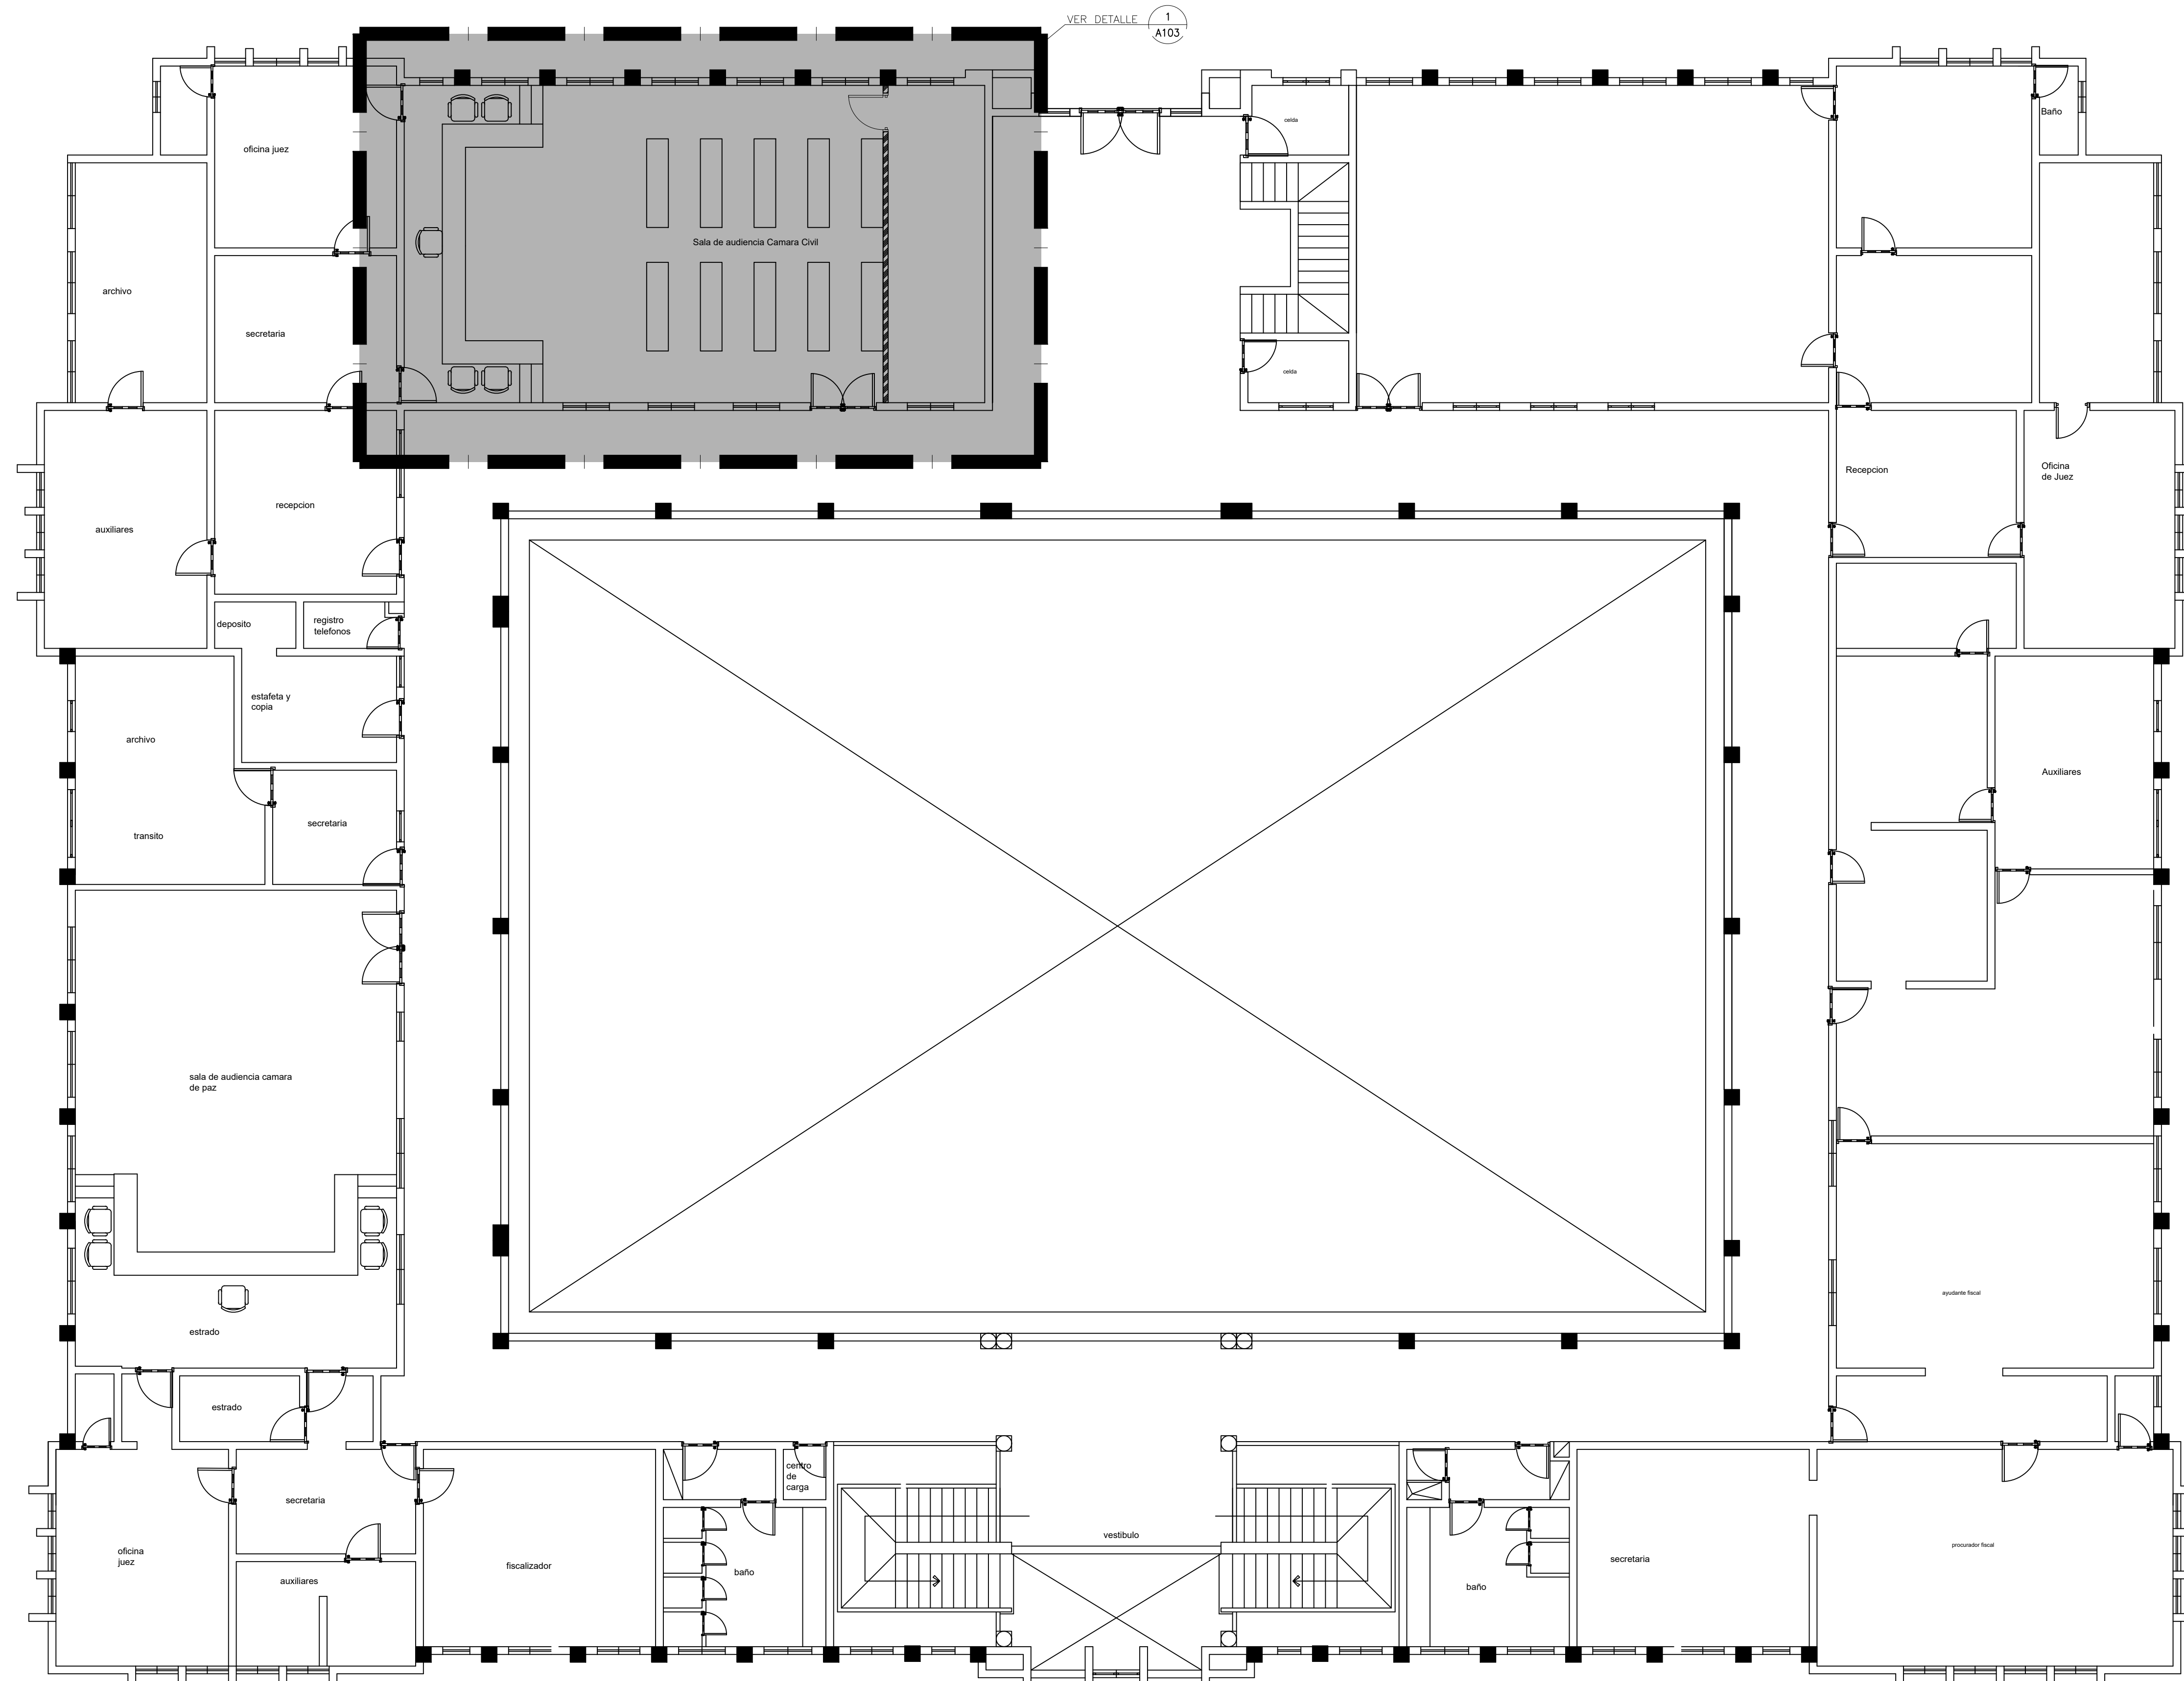 VER DETALLE
1
A103
Baño
celda
oficina juez
Sala de audiencia Camara Civil
archivo
secretaria
celda
Recepcion
Oficina
de Juez
recepcion
auxiliares
deposito
registro
telefonos
estafeta y
copia
archivo
Auxiliares
secretaria
transito
sala de audiencia camara
de paz
ayudante fiscal
estrado
estrado
centro
de
carga
secretaria
vestibulo
oficina
juez
fiscalizador
baño
auxiliares
baño
secretaria
procurador fiscal